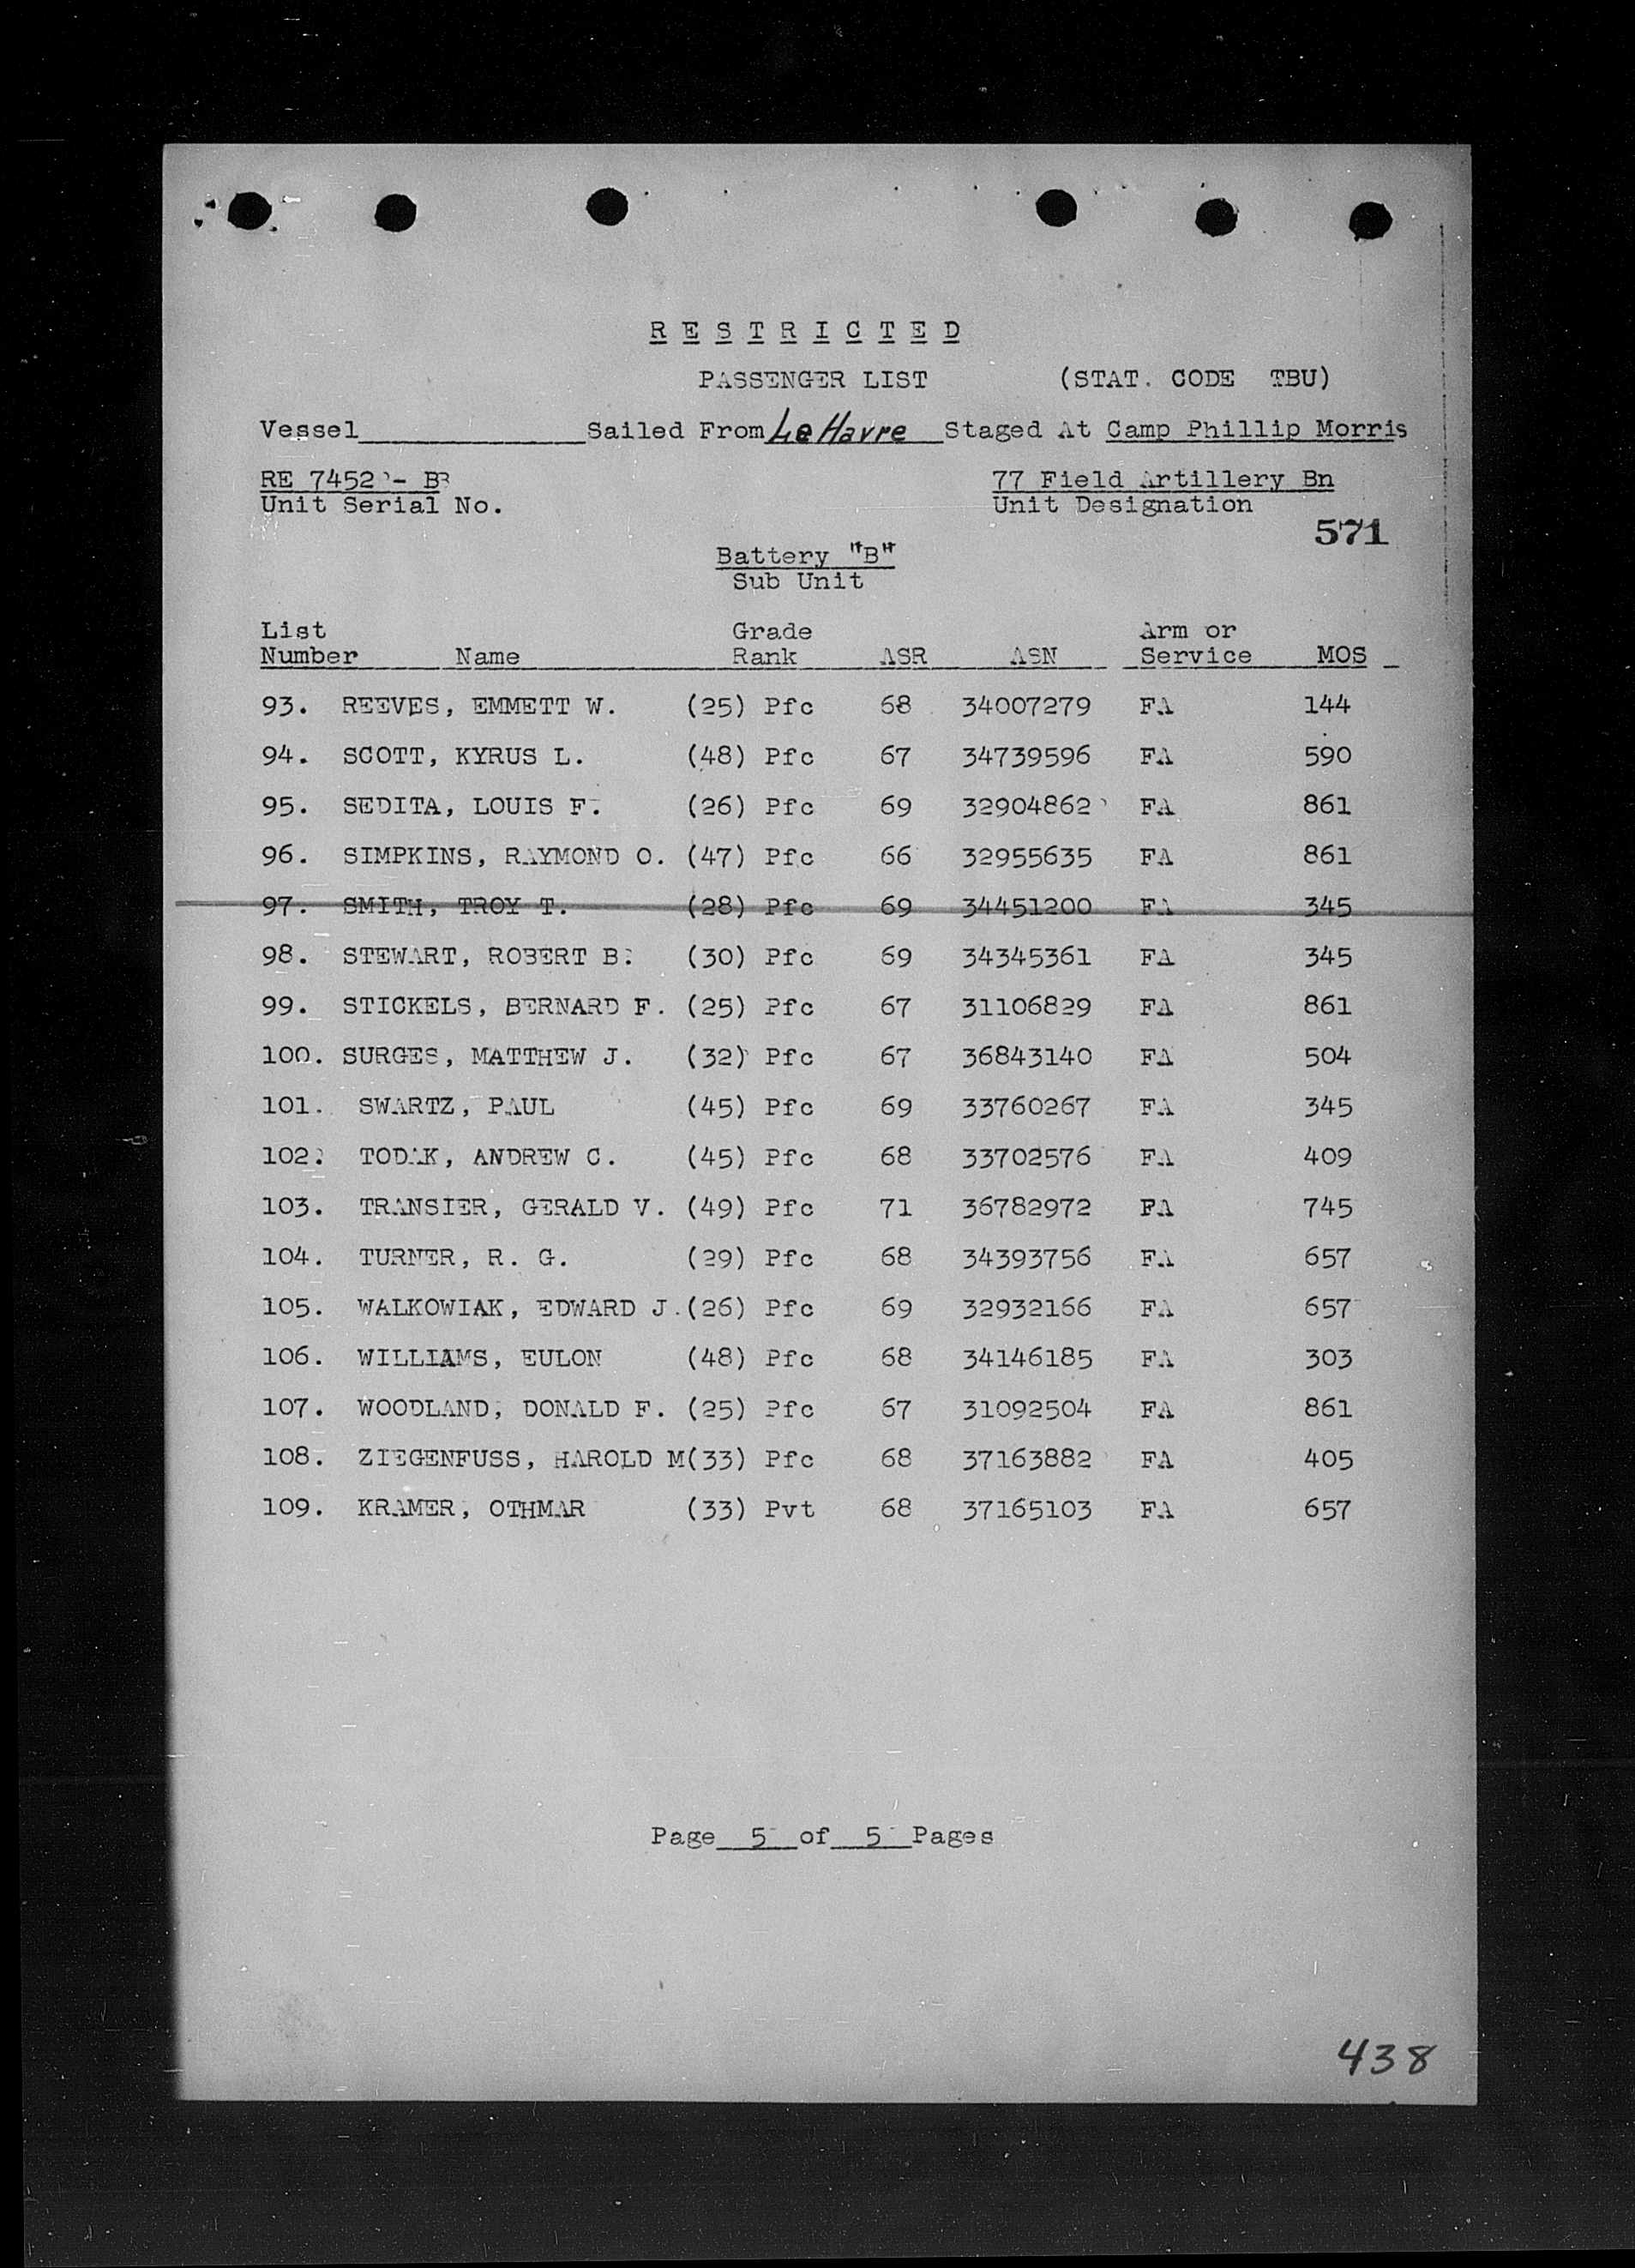 R E S T R I C T E D
PASSENGER LIST (STAT. CODE TBU)
Vessel______________Sailed From Le Havre Staged At Camp Phillip Morris
RE 7452 - BB 77 Field Artillery Bn
Unit Serial No. Unit Designation
571
Battery "B"
Sub Unit
List Grade Arm or
Number Name Rank ASR ASN Service MOS
93. REEVES, EMMETT W. (25) Pfc 68 34007279 FA 144
94. SCOTT, KYRUS L. (48) Pfc 67 34739596 FA 590
95. SEDITA, LOUIS F. (26) Pfc 69 32904862 FA 861
96. SIMPKINS, RAYMOND O. (47) Pfc 66 32955635 FA 861
97. SMITH, TROY T. (28) Pfc 69 34451200 FA 345
98. STEWART, ROBERT B. (30) Pfc 69 34345361 FA 345
99. STICKELS, BERNARD F. (25) Pfc 67 31106829 FA 861
100. SURGES, MATTHEW J. (32) Pfc 67 36843140 FA 504
101. SWARTZ, PAUL (45) Pfc 69 33760267 FA 345
102. TODAK, ANDREW C. (45) Pfc 68 33702576 FA 409
103. TRANSIER, GERALD V. (49) Pfc 71 36782972 FA 745
104. TURNER, R. G. (29) Pfc 68 34393756 FA 657
105. WALKOWIAK, EDWARD J. (26) Pfc 69 32932166 FA 657
106. WILLIAMS, EULON (48) Pfc 68 34146185 FA 303
107. WOODLAND, DONALD F. (25) Pfc 67 31092504 FA 861
108. ZIEGENFUSS, HAROLD M(33) Pfc 68 37163882 FA 405
109. KRAMER, OTHMAR (33) Pvt 68 37165103 FA 657
Page 5 of 5 Pages
438